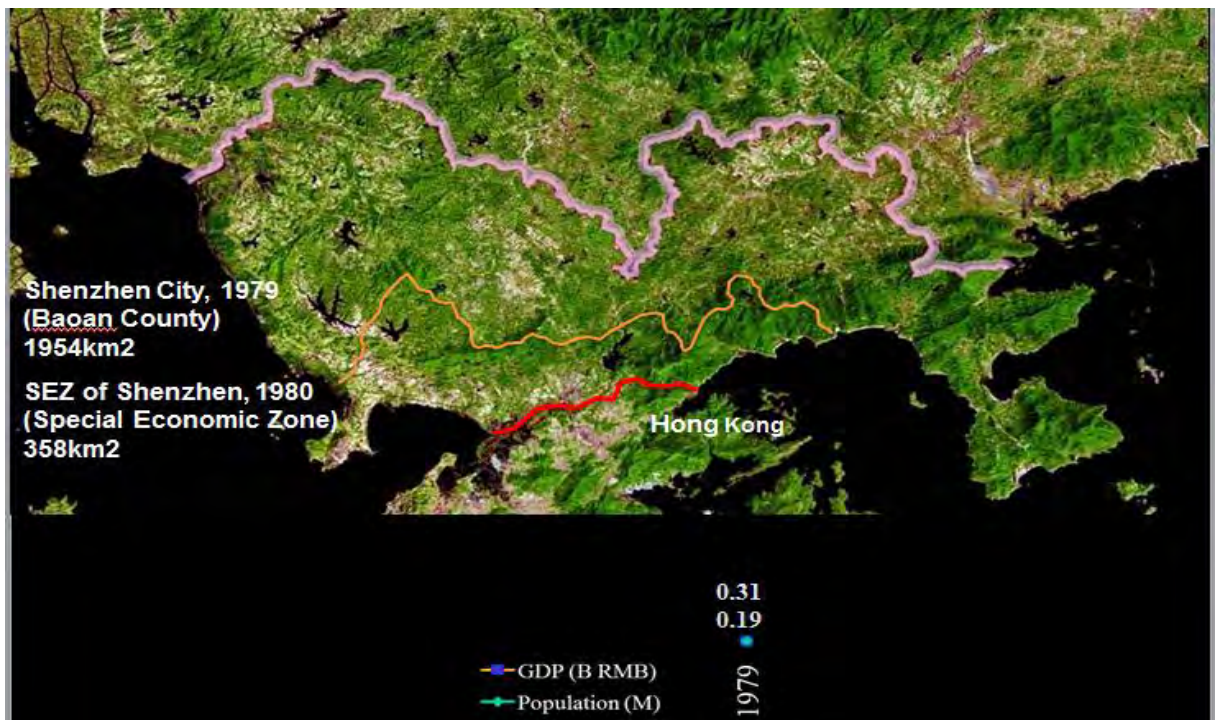 Shenzhen City, 1979
(Baoan County)
1954km2
SEZ of Shenzhen, 1980
(Special Economic Zone)
358km2
Hong Kong
0.31
0.19
GDP (B RMB)
Population (M)
1979